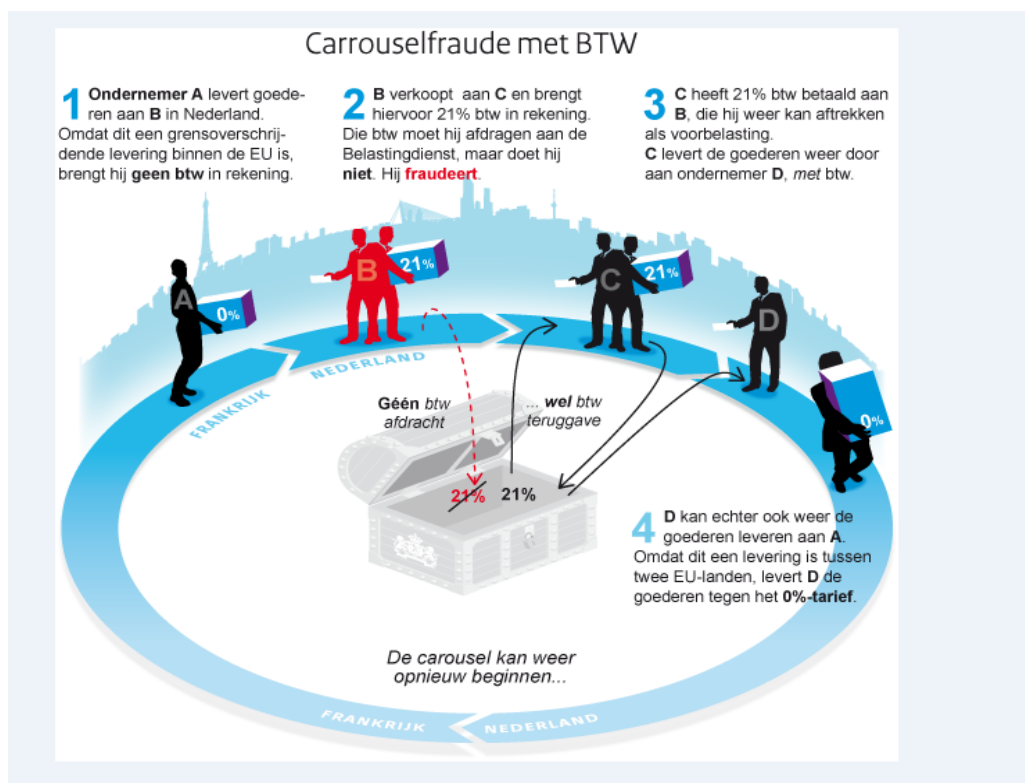 Carrouselfraude met BTW
1 Ondernemer A levert goede-
ren aan B in Nederland.
Omdat dit een grensoverschrij-
dende levering binnen de EU is,
brengt hij geen btw in rekening.
2 B verkoopt aan C en brengt
hiervoor 21% btw in rekening.
Die btw moet hij afdragen aan de
Belastingdienst, maar doet hij
niet. Hij fraudeert.
3 C heeft 21% btw betaald aan
B, die hij weer kan aftrekken
als voorbelasting.
C levert de goederen weer door
aan ondernemer D, met btw.
A
0%
B
21%
C
21%
D
0%
FRANKRIJK
NEDERLAND
Géén btw
afdracht
... wel btw
teruggave
21%
21%
4 D kan echter ook weer de
goederen leveren aan A.
Omdat dit een levering is tussen
twee EU-landen, levert D de
goederen tegen het 0%-tarief.
De carousel kan weer
opnieuw beginnen...
FRANKRIJK
NEDERLAND